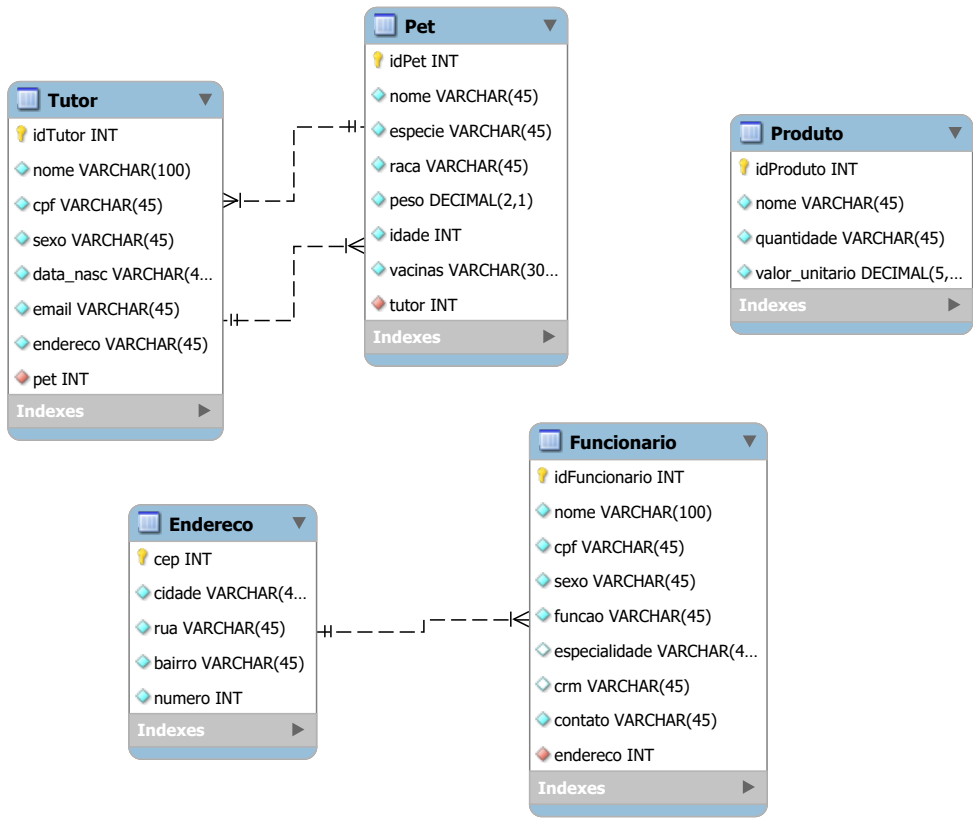 Pet
idPet INT
nome VARCHAR(45)
especie VARCHAR(45)
raca VARCHAR(45)
peso DECIMAL(2,1)
idade INT
vacinas VARCHAR(30...
tutor INT
Indexes
Tutor
idTutor INT
nome VARCHAR(100)
cpf VARCHAR(45)
sexo VARCHAR(45)
data_nasc VARCHAR(4...
email VARCHAR(45)
endereco VARCHAR(45)
pet INT
Indexes
Produto
idProduto INT
nome VARCHAR(45)
quantidade VARCHAR(45)
valor_unitario DECIMAL(5,...
Indexes
Funcionario
idFuncionario INT
nome VARCHAR(100)
cpf VARCHAR(45)
sexo VARCHAR(45)
funcao VARCHAR(45)
especialidade VARCHAR(4...
crm VARCHAR(45)
contato VARCHAR(45)
endereco INT
Indexes
Endereco
cep INT
cidade VARCHAR(4...
rua VARCHAR(45)
bairro VARCHAR(45)
numero INT
Indexes